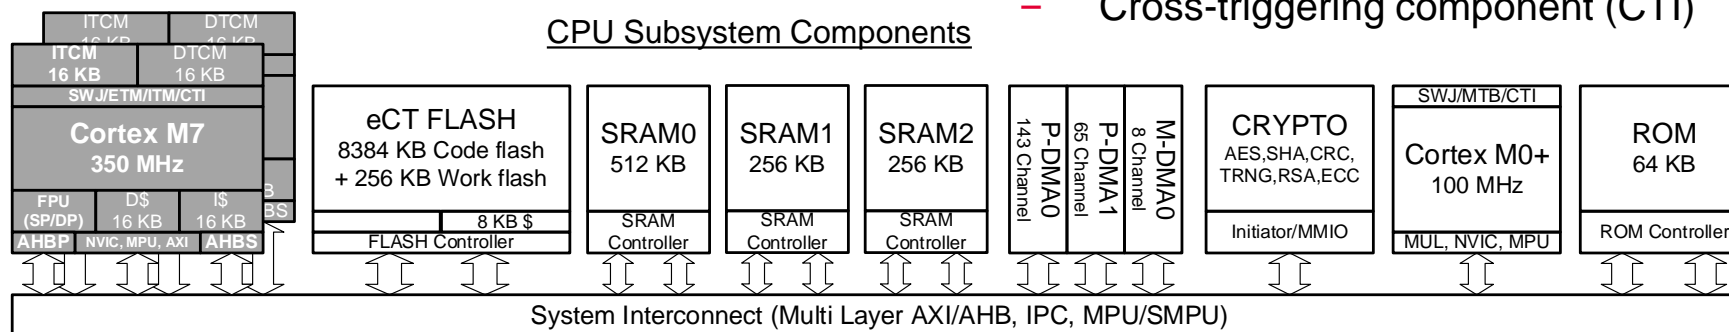 – Cross-triggering component (CTI)
CPU Subsystem Components
ITCM
16 KB
DTCM
16 KB
ITCM
16 KB
DTCM
16 KB
SWJ/ETM/ITM/CTI
Cortex M7
350 MHz
FPU
(SP/DP)
D$
16 KB
I$
16 KB
B
BS
AHBP
NVIC, MPU, AXI
AHBS
eCT FLASH
8384 KB Code flash
+ 256 KB Work flash
8 KB $
FLASH Controller
SRAM0
512 KB
SRAM
Controller
SRAM1
256 KB
SRAM
Controller
SRAM2
256 KB
SRAM
Controller
P-DMA0
143 Channel
P-DMA1
65 Channel
M-DMA0
8 Channel
CRYPTO
AES,SHA,CRC,
TRNG,RSA,ECC
Initiator/MMIO
SWJ/MTB/CTI
Cortex M0+
100 MHz
MUL, NVIC, MPU
ROM
64 KB
ROM Controller
System Interconnect (Multi Layer AXI/AHB, IPC, MPU/SMPU)